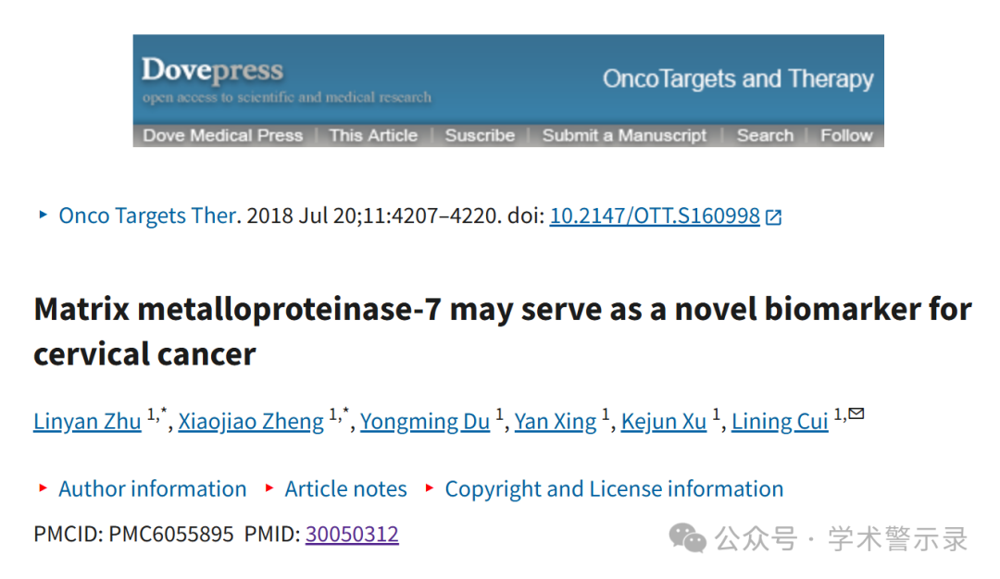 Dovepress
OncoTargets and Therapy
open access to scientific and medical research
Dove Medical Press | This Article | Suscribe | Submit a Manuscript | Search | Follow
Onco Targets Ther. 2018 Jul 20;11:4207–4220. doi: 10.2147/OTT.S160998
Matrix metalloproteinase-7 may serve as a novel biomarker for
cervical cancer
Linyan Zhu 1,*, Xiaojiao Zheng 1,*, Yongming Du 1, Yan Xing 1, Kejun Xu 1, Lining Cui 1,✉
Author information Article notes Copyright and License information
PMCID: PMC6055895 PMID: 30050312
公众号 · 学术警示录